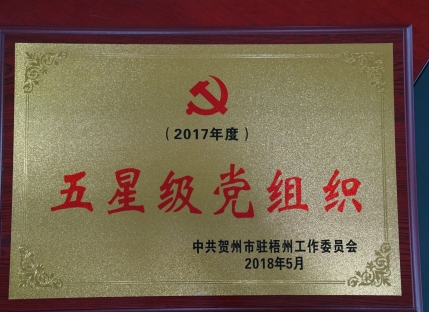 （2017年度）
五星级党组织
中共贺州市驻梧州工作委员会
2018年5月